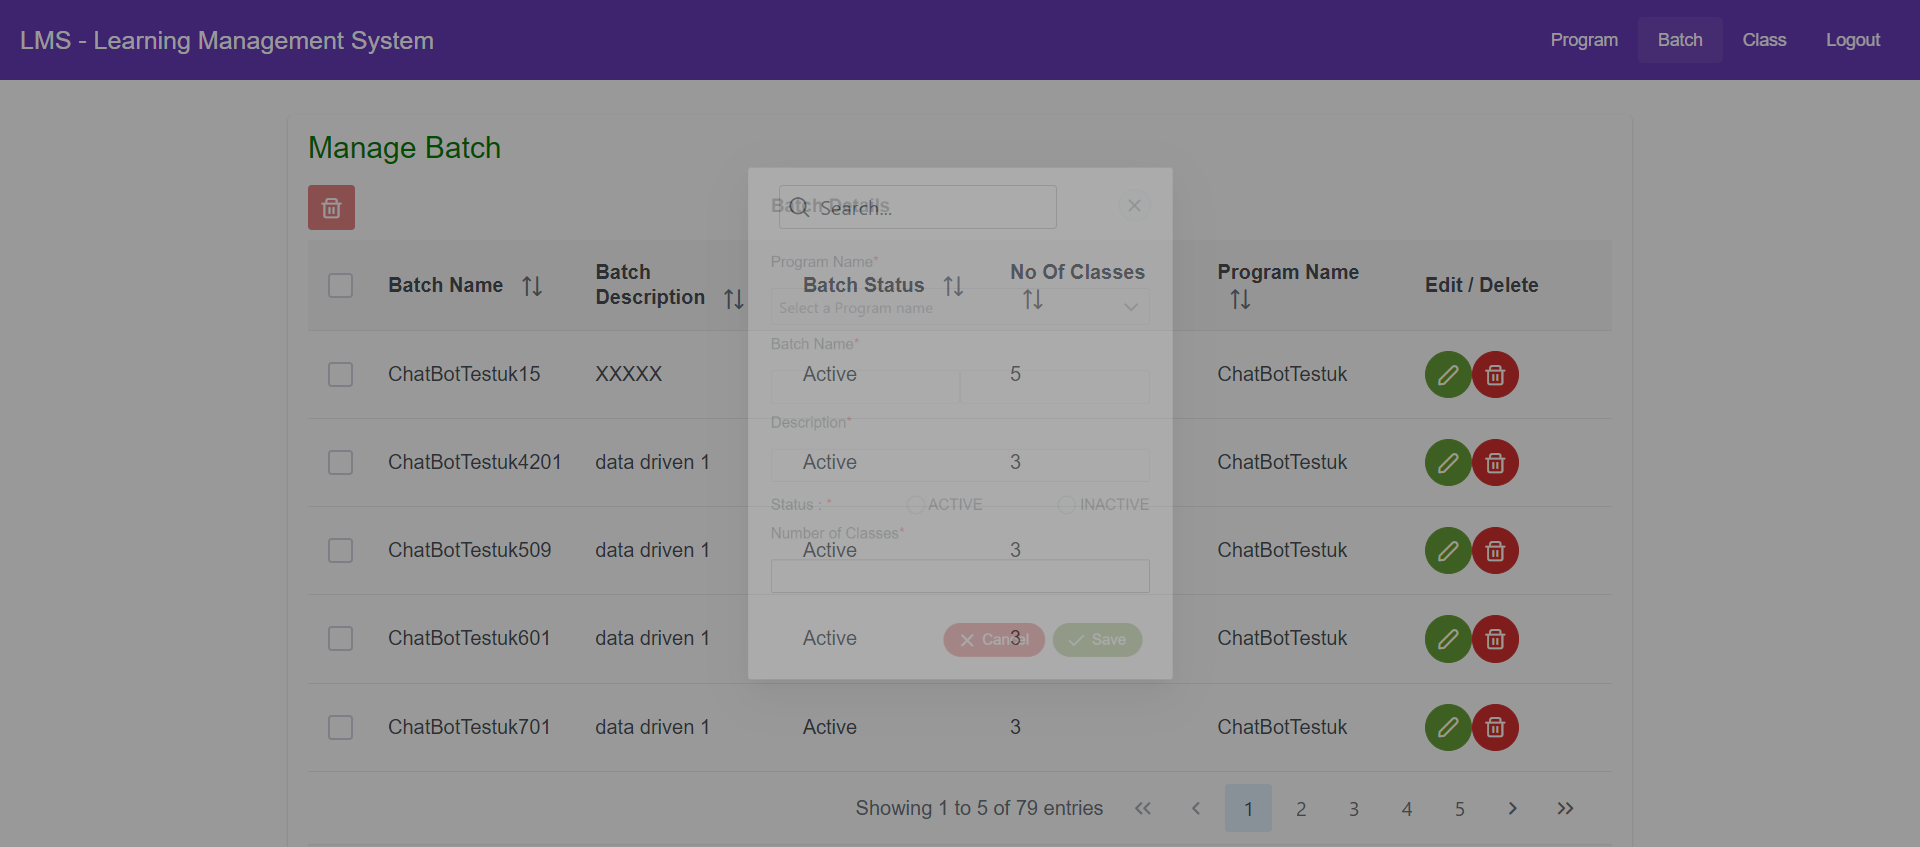 LMS - Learning Management System
Program Batch Class Logout
Manage Batch
Search...
Batch Details
Program Name*
Select a Program name
Batch Name*
Description*
Status : * ACTIVE INACTIVE
Number of Classes*
Cancel Save
Batch Name Batch Description Batch Status No Of Classes Program Name Edit / Delete
ChatBotTestuk15 XXXXX Active 5 ChatBotTestuk
ChatBotTestuk4201 data driven 1 Active 3 ChatBotTestuk
ChatBotTestuk509 data driven 1 Active 3 ChatBotTestuk
ChatBotTestuk601 data driven 1 Active 3 ChatBotTestuk
ChatBotTestuk701 data driven 1 Active 3 ChatBotTestuk
Showing 1 to 5 of 79 entries << < 1 2 3 4 5 > >>